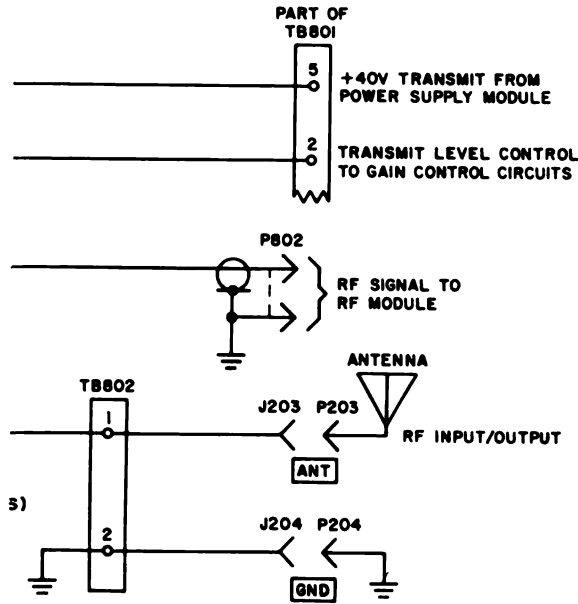 PART OF
TB801
5
+40V TRANSMIT FROM
POWER SUPPLY MODULE
2
TRANSMIT LEVEL CONTROL
TO GAIN CONTROL CIRCUITS
P802
RF SIGNAL TO
RF MODULE
ANTENNA
TB802
1
J203 P203
RF INPUT/OUTPUT
ANT
S)
2
J204 P204
GND